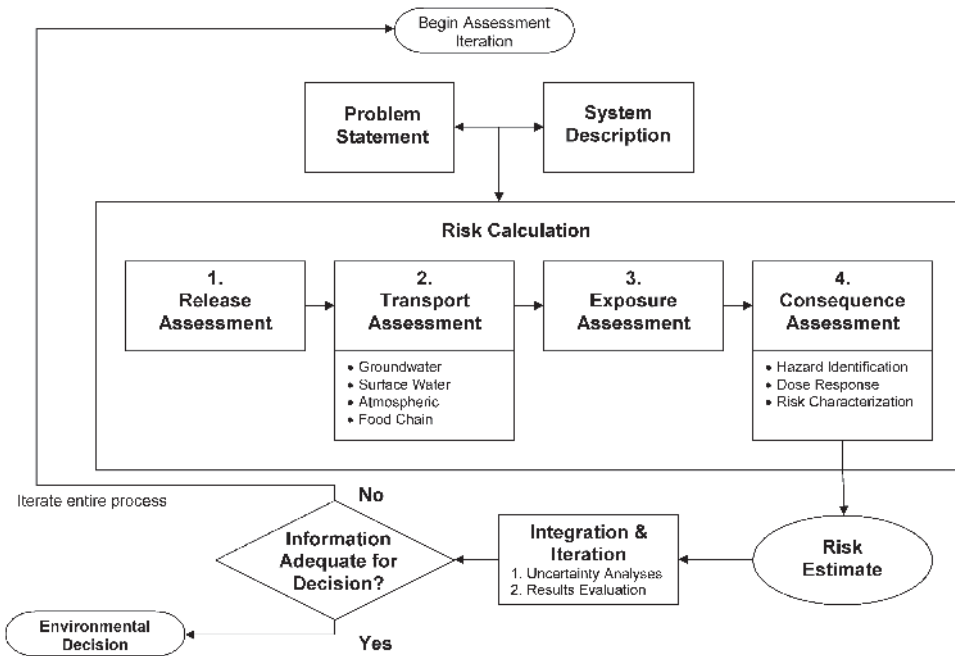 Begin Assessment
Iteration
Problem
Statement
System
Description
Risk Calculation
1.
Release
Assessment
2.
Transport
Assessment
• Groundwater
• Surface Water
• Atmospheric
• Food Chain
3.
Exposure
Assessment
4.
Consequence
Assessment
• Hazard Identification
• Dose Response
• Risk Characterization
Iterate entire process
No
Information
Adequate for
Decision?
Integration &
Iteration
1. Uncertainty Analyses
2. Results Evaluation
Risk
Estimate
Environmental
Decision
Yes